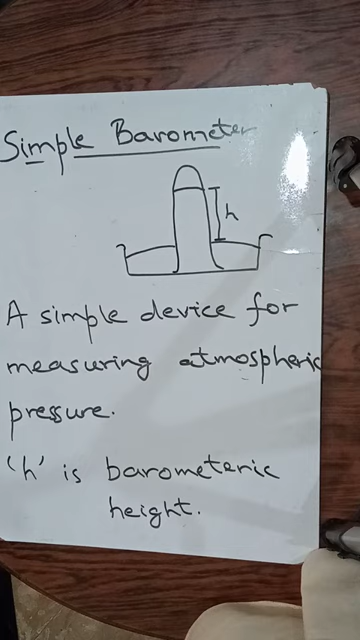 Simple Barometer
h
A simple device for
measuring atmospheric
pressure.
'h' is barometeric
height.